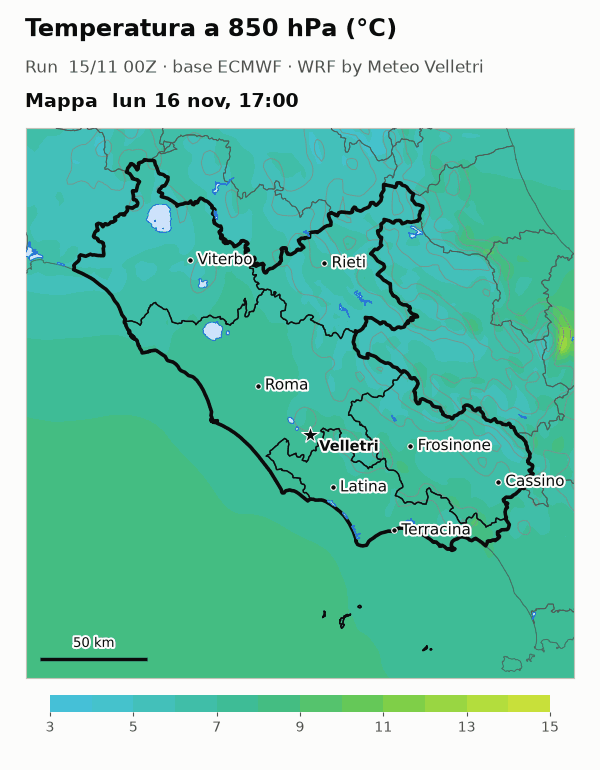 Temperatura a 850 hPa (°C)
Run  15/11 00Z · base ECMWF · WRF by Meteo Velletri
Mappa  lun 16 nov, 17:00
Viterbo
Rieti
Roma
Velletri
Frosinone
Latina
Cassino
Terracina
50 km
3 5 7 9 11 13 15